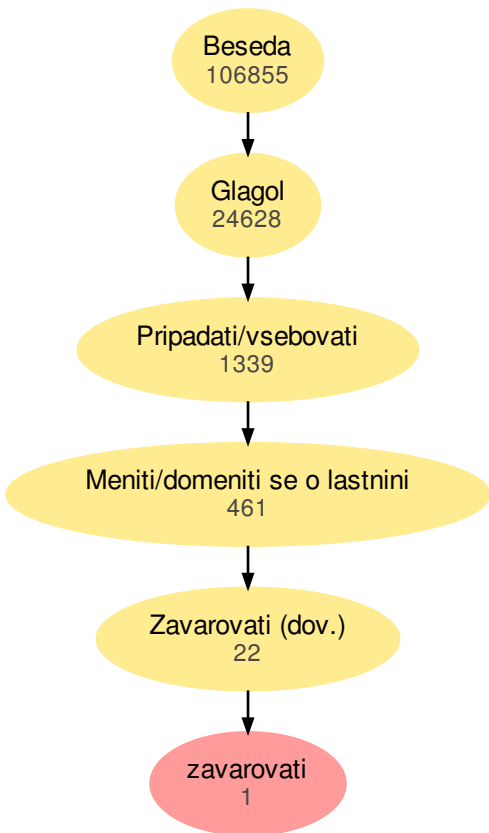 Beseda
106855
Glagol
24628
Pripadati/vsebovati
1339
Meniti/domeniti se o lastnini
461
Zavarovati (dov.)
22
zavarovati
1